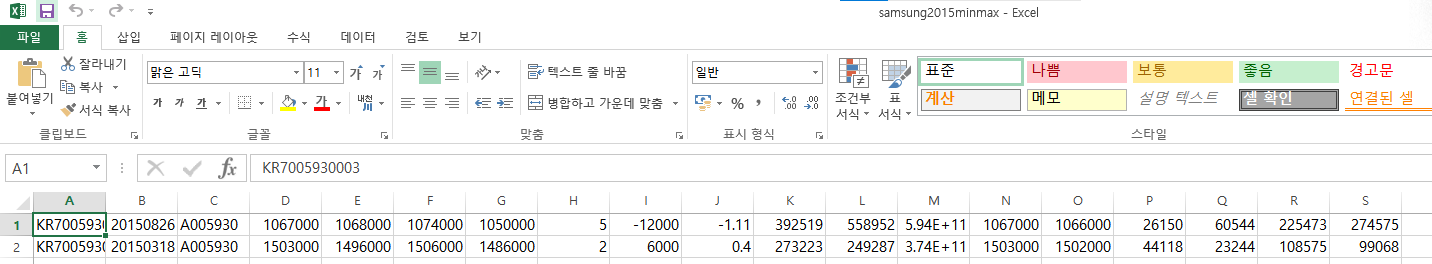 samsung2015minmax - Excel
파일 홈 삽입 페이지 레이아웃 수식 데이터 검토 보기
잘라내기 맑은 고딕 11 가 가 텍스트 줄 바꿈 일반 표준 나쁨 보통 좋음 경고문
붙여넣기 복사 서식 복사 가 가 가 가 내천 병합하고 가운데 맞춤 % , 조건부 서식 표 서식 계산 메모 설명 텍스트 셀 확인 연결된 셀
클립보드 글꼴 맞춤 표시 형식 스타일
A1 fx KR7005930003
A B C D E F G H I J K L M N O P Q R S
1 KR7005930 20150826 A005930 1067000 1068000 1074000 1050000 5 -12000 -1.11 392519 558952 5.94E+11 1067000 1066000 26150 60544 225473 274575
2 KR7005930 20150318 A005930 1503000 1496000 1506000 1486000 2 6000 0.4 273223 249287 3.74E+11 1503000 1502000 44118 23244 108575 99068